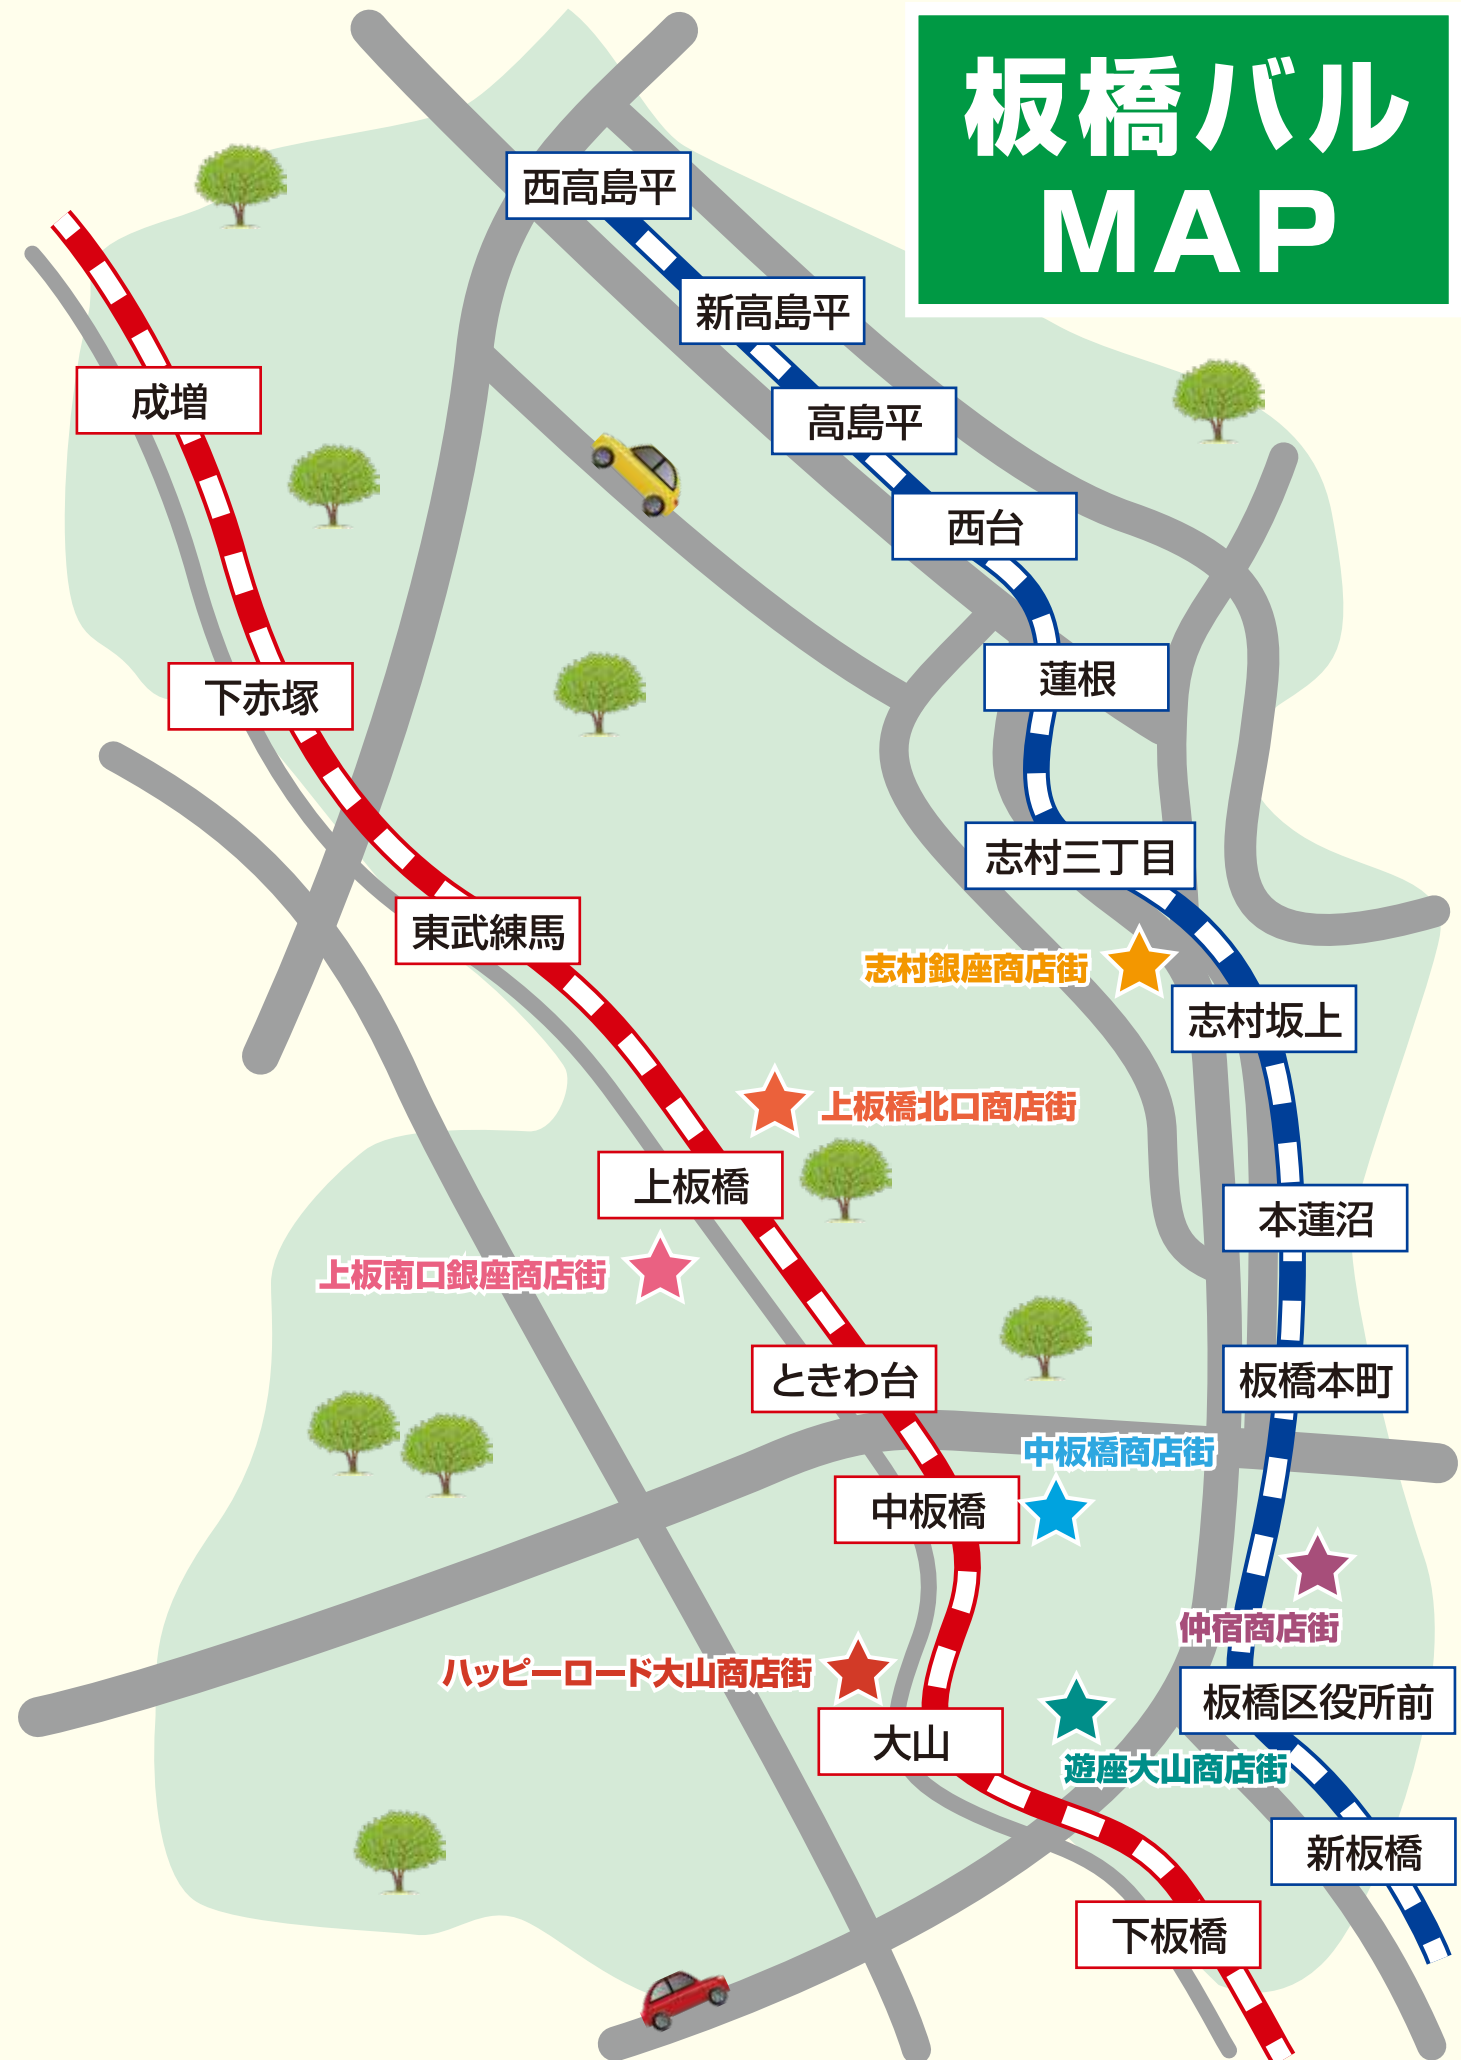 板橋バル
MAP
西高島平
新高島平
高島平
成増
西台
蓮根
下赤塚
志村三丁目
東武練馬
志村銀座商店街
志村坂上
上板橋北口商店街
上板橋
本蓮沼
上板南口銀座商店街
ときわ台
板橋本町
中板橋商店街
中板橋
仲宿商店街
ハッピーロード大山商店街
板橋区役所前
大山
遊座大山商店街
新板橋
下板橋